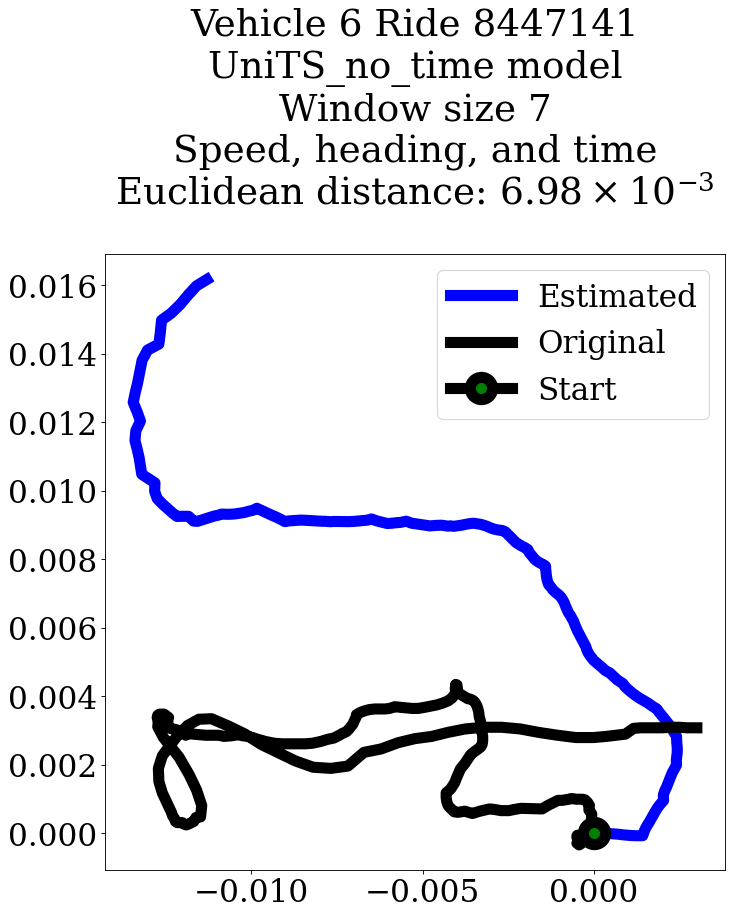 Vehicle 6 Ride 8447141
UniTS_no_time model
Window size 7
Speed, heading, and time
Euclidean distance: 6.98 × 10⁻³
Estimated
Original
Start
0.016
0.014
0.012
0.010
0.008
0.006
0.004
0.002
0.000
−0.010
−0.005
0.000